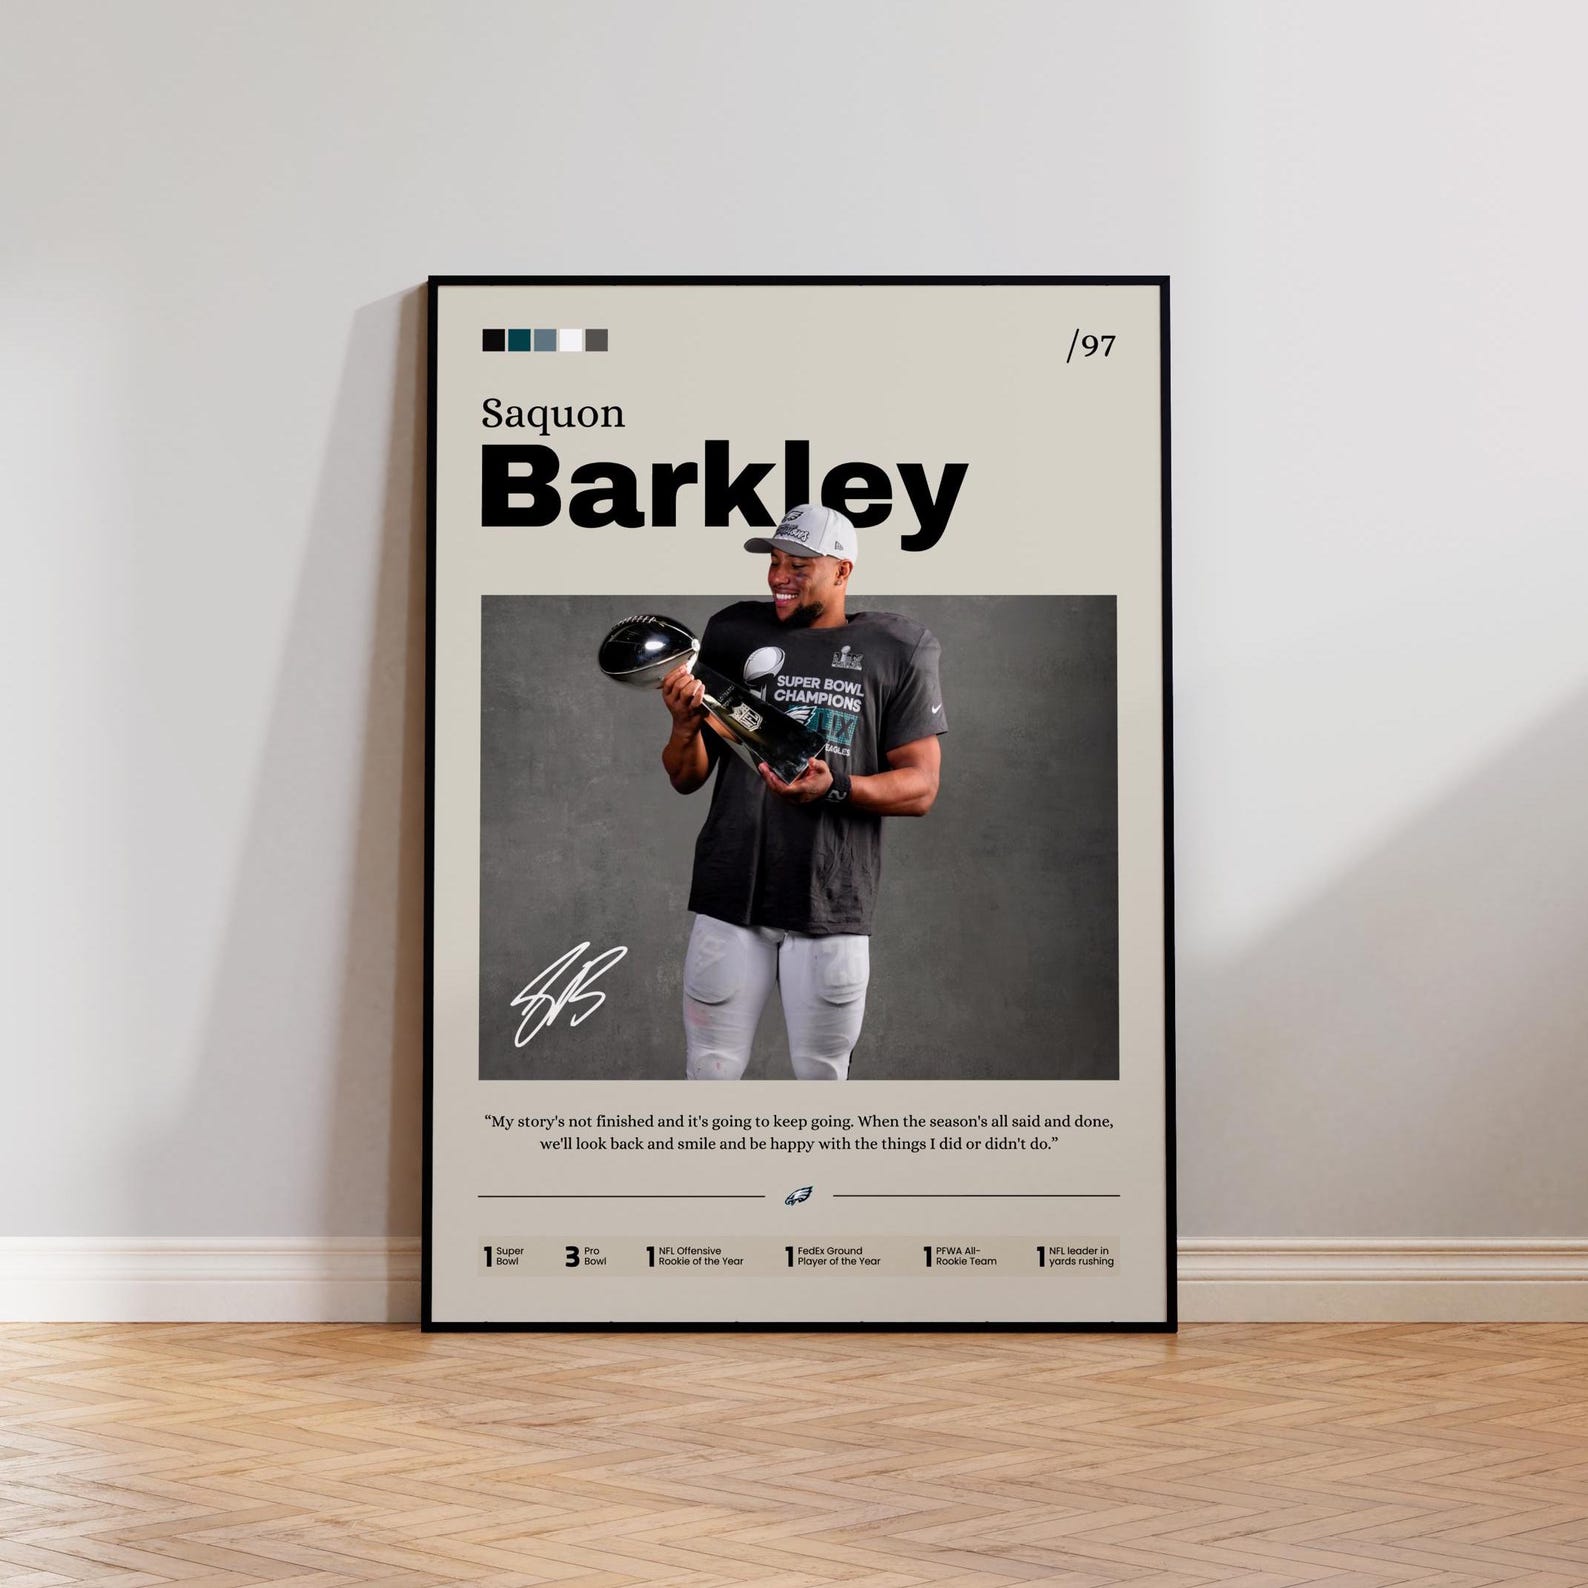 /97
Saquon
Barkley
SUPER BOWL
CHAMPIONS
LIX
EAGLES
“My story's not finished and it's going to keep going. When the season's all said and done,
we'll look back and smile and be happy with the things I did or didn't do.”
1 Super Bowl
3 Pro Bowl
1 NFL Offensive Rookie of the Year
1 FedEx Ground Player of the Year
1 PFWA All-Rookie Team
1 NFL leader in yards rushing